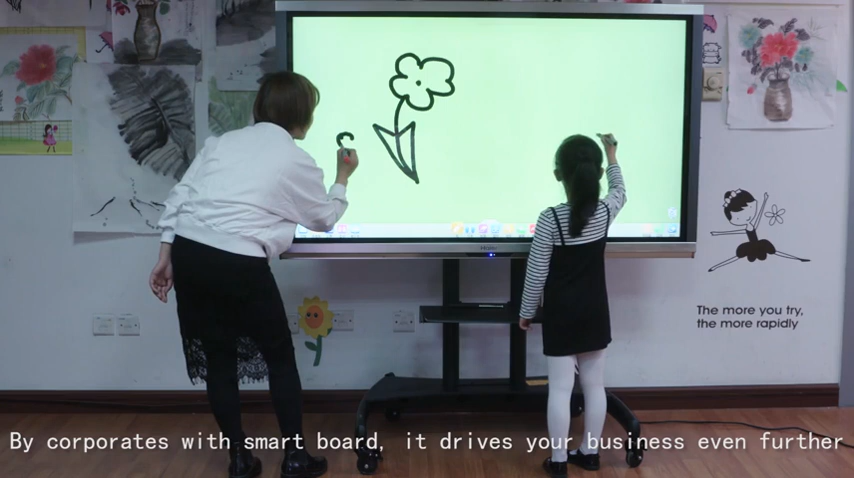 The more you try,
the more rapidly
By corporates with smart board, it drives your business even further